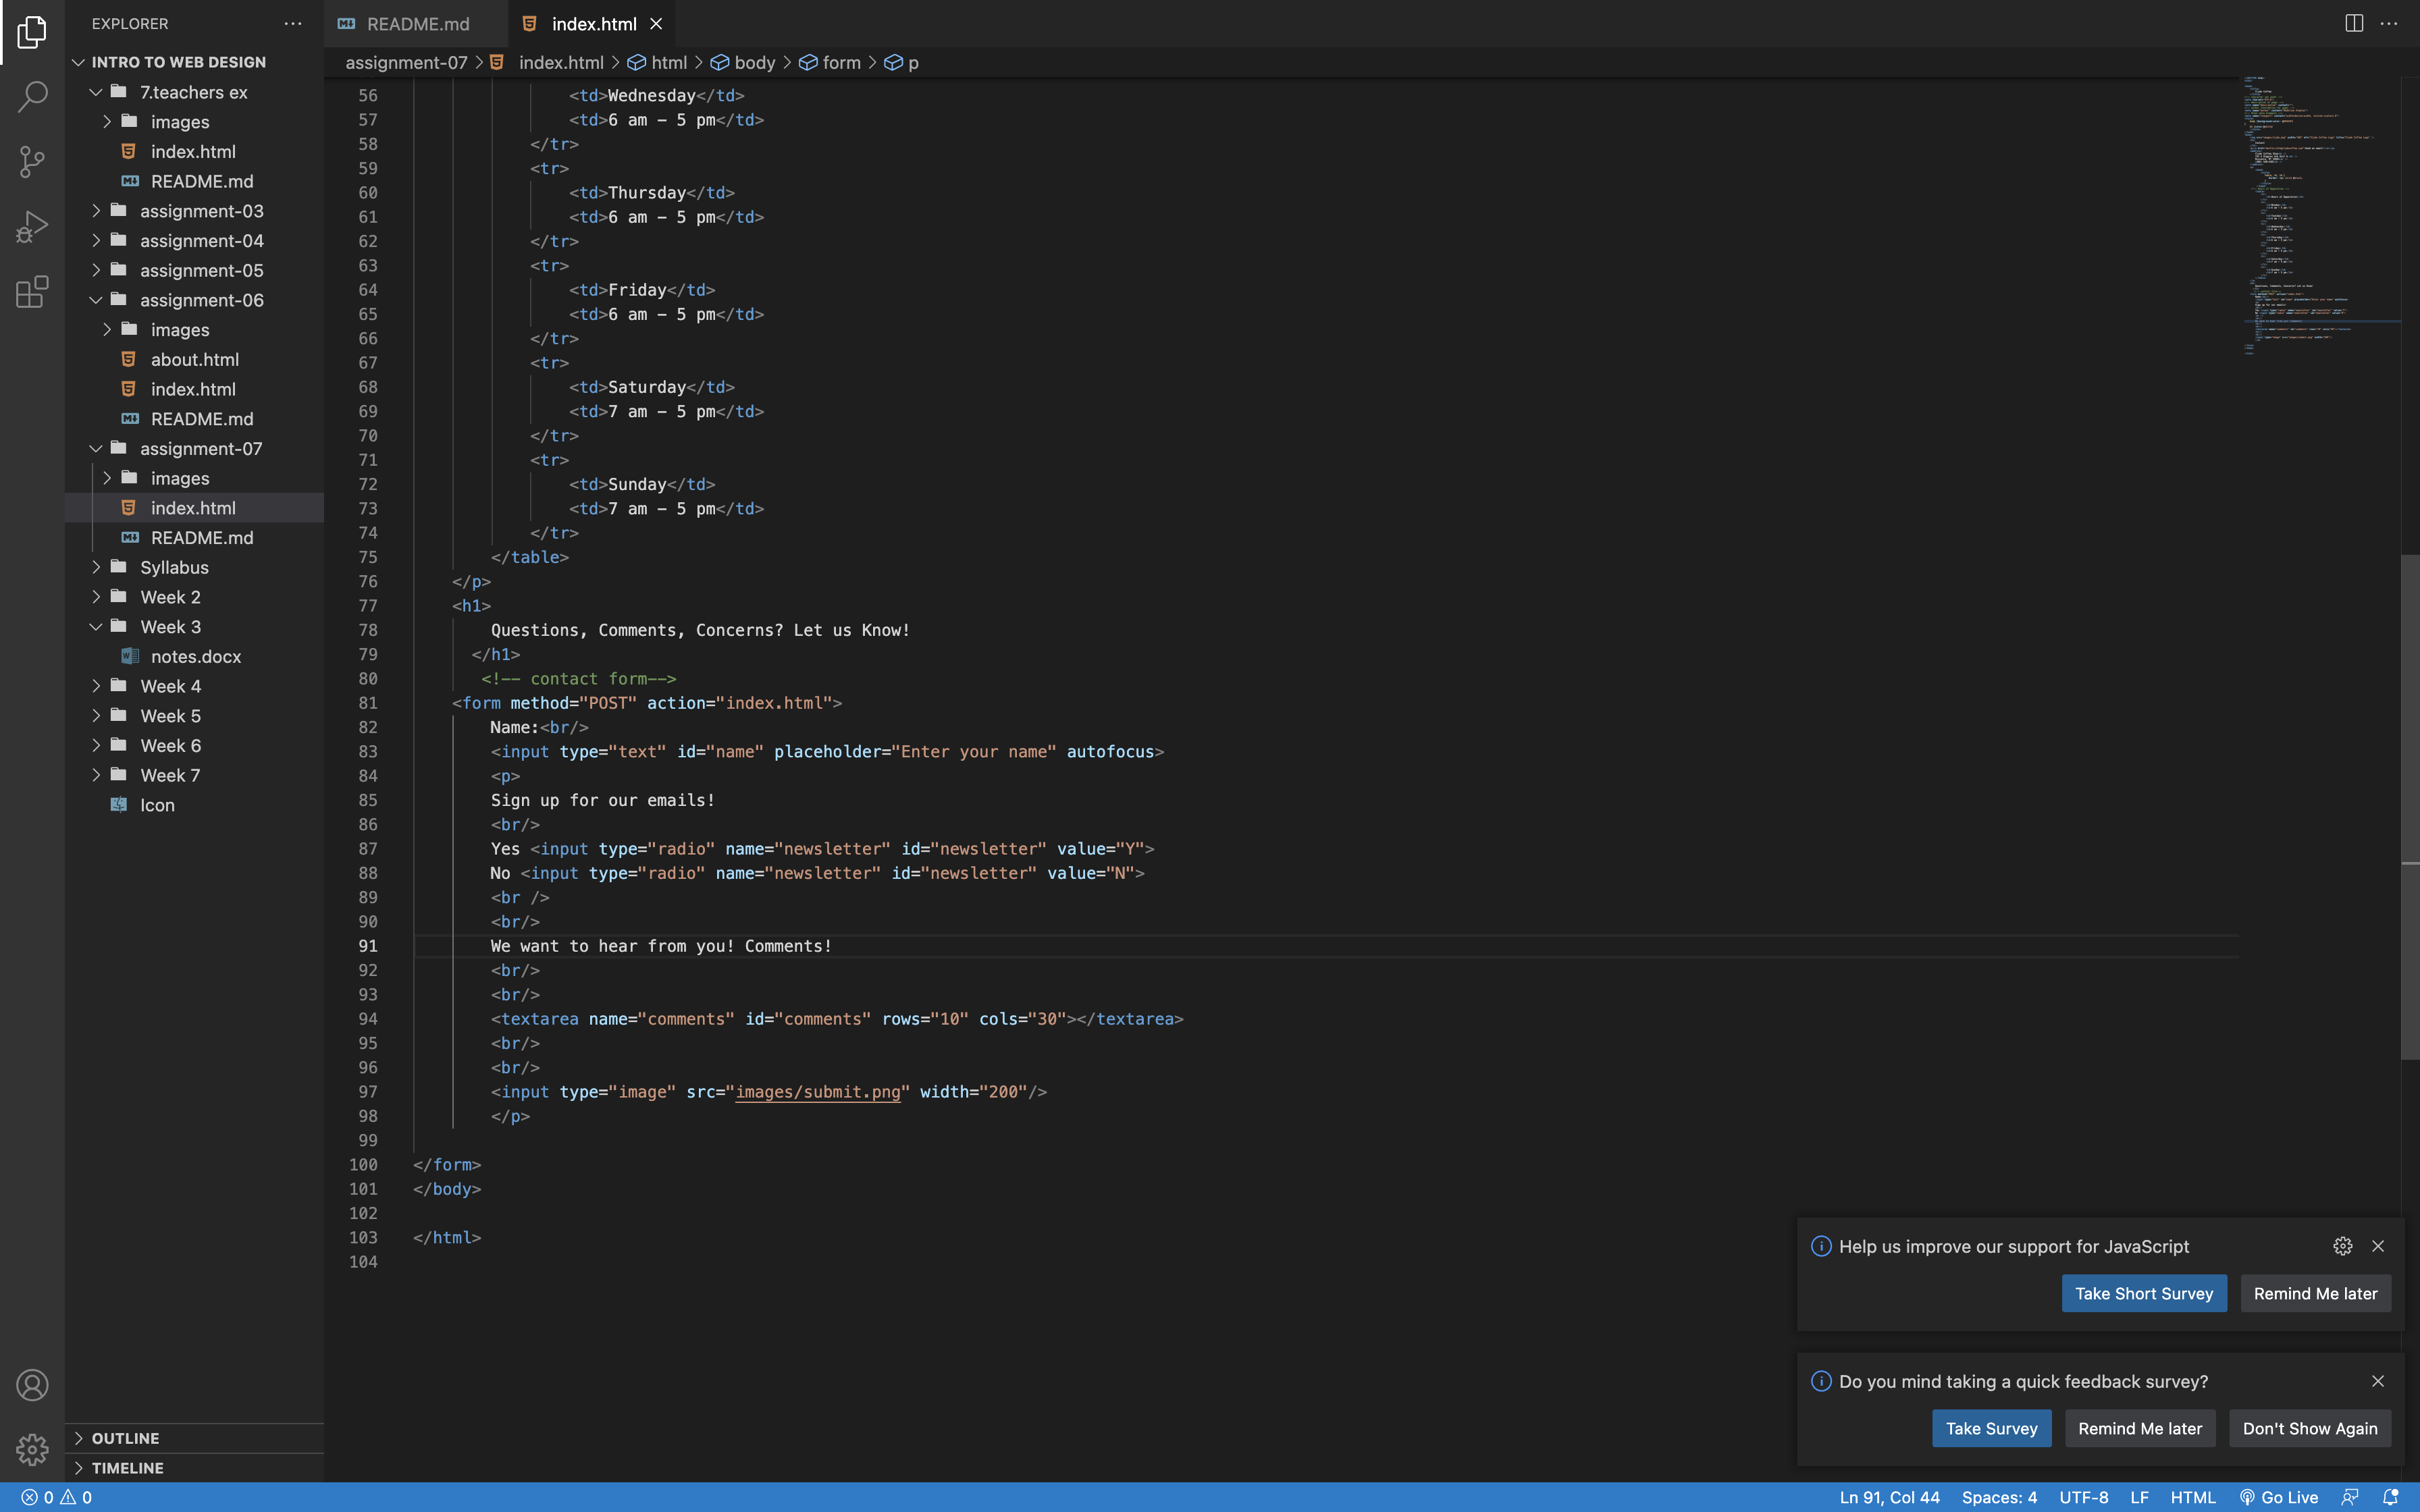 EXPLORER
INTRO TO WEB DESIGN
7.teachers ex
images
index.html
README.md
assignment-03
assignment-04
assignment-05
assignment-06
images
about.html
index.html
README.md
assignment-07
images
index.html
README.md
Syllabus
Week 2
Week 3
notes.docx
Week 4
Week 5
Week 6
Week 7
Icon
OUTLINE
TIMELINE
README.md index.html
assignment-07 > index.html > html > body > form > p
56 <td>Wednesday</td>
57 <td>6 am – 5 pm</td>
58 </tr>
59 <tr>
60 <td>Thursday</td>
61 <td>6 am – 5 pm</td>
62 </tr>
63 <tr>
64 <td>Friday</td>
65 <td>6 am – 5 pm</td>
66 </tr>
67 <tr>
68 <td>Saturday</td>
69 <td>7 am – 5 pm</td>
70 </tr>
71 <tr>
72 <td>Sunday</td>
73 <td>7 am – 5 pm</td>
74 </tr>
75 </table>
76 </p>
77 <h1>
78 Questions, Comments, Concerns? Let us Know!
79 </h1>
80 <!-- contact form-->
81 <form method="POST" action="index.html">
82 Name:<br/>
83 <input type="text" id="name" placeholder="Enter your name" autofocus>
84 <p>
85 Sign up for our emails!
86 <br/>
87 Yes <input type="radio" name="newsletter" id="newsletter" value="Y">
88 No <input type="radio" name="newsletter" id="newsletter" value="N">
89 <br />
90 <br/>
91 We want to hear from you! Comments!
92 <br/>
93 <br/>
94 <textarea name="comments" id="comments" rows="10" cols="30"></textarea>
95 <br/>
96 <br/>
97 <input type="image" src="images/submit.png" width="200"/>
98 </p>
99
100 </form>
101 </body>
102
103 </html>
104
Help us improve our support for JavaScript
Take Short Survey Remind Me later
Do you mind taking a quick feedback survey?
Take Survey Remind Me later Don't Show Again
0 0 Ln 91, Col 44 Spaces: 4 UTF-8 LF HTML Go Live